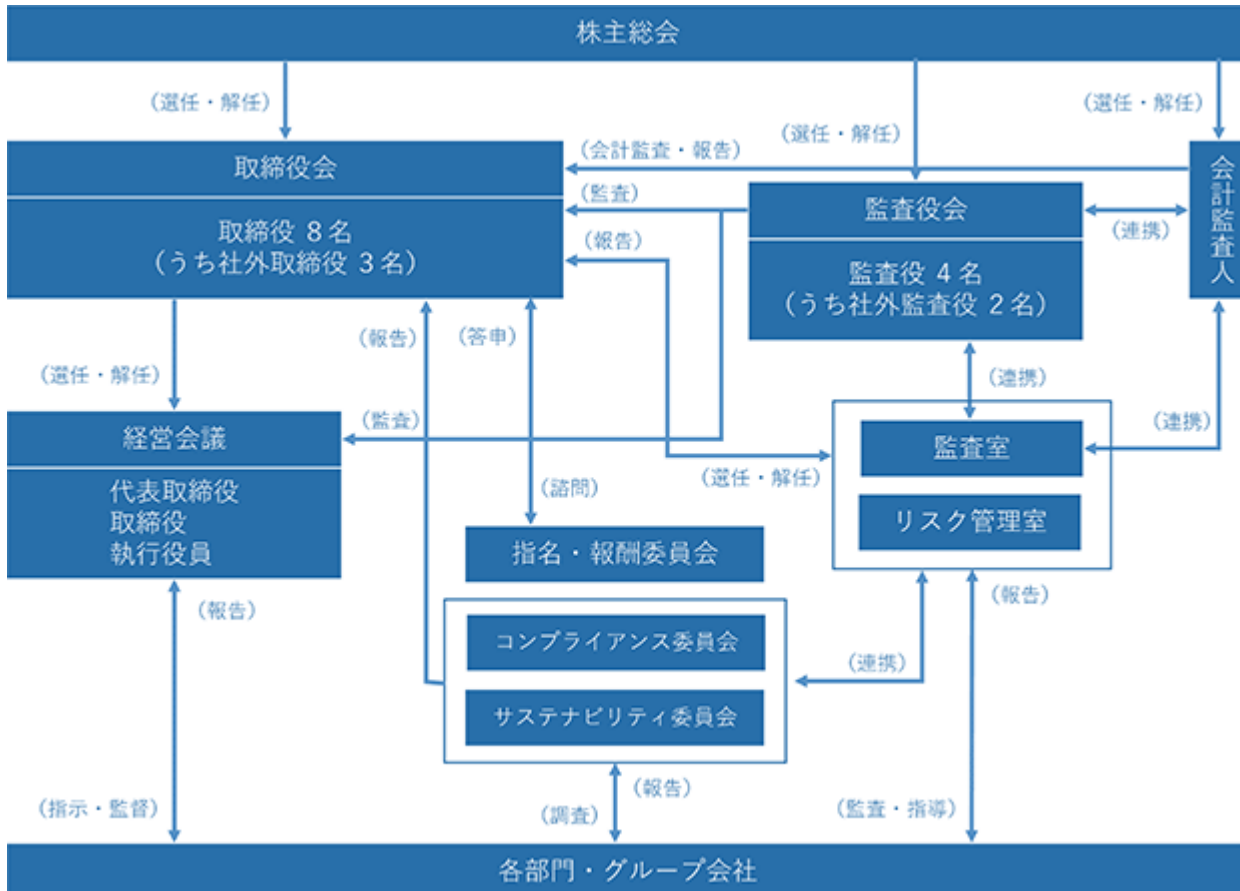 株主総会
（選任・解任）
（選任・解任）
（選任・解任）
取締役会
（会計監査・報告）
（監査）
監査役会
会計監査人
取締役 8 名
（うち社外取締役 3 名）
（報告）
（連携）
監査役 4 名
（うち社外監査役 2 名）
（報告）
（答申）
（選任・解任）
（連携）
経営会議
（監査）
（連携）
監査室
代表取締役
取締役
執行役員
（諮問）
（選任・解任）
リスク管理室
指名・報酬委員会
（報告）
（報告）
コンプライアンス委員会
（連携）
サステナビリティ委員会
（報告）
（指示・監督）
（調査）
（監査・指導）
各部門・グループ会社